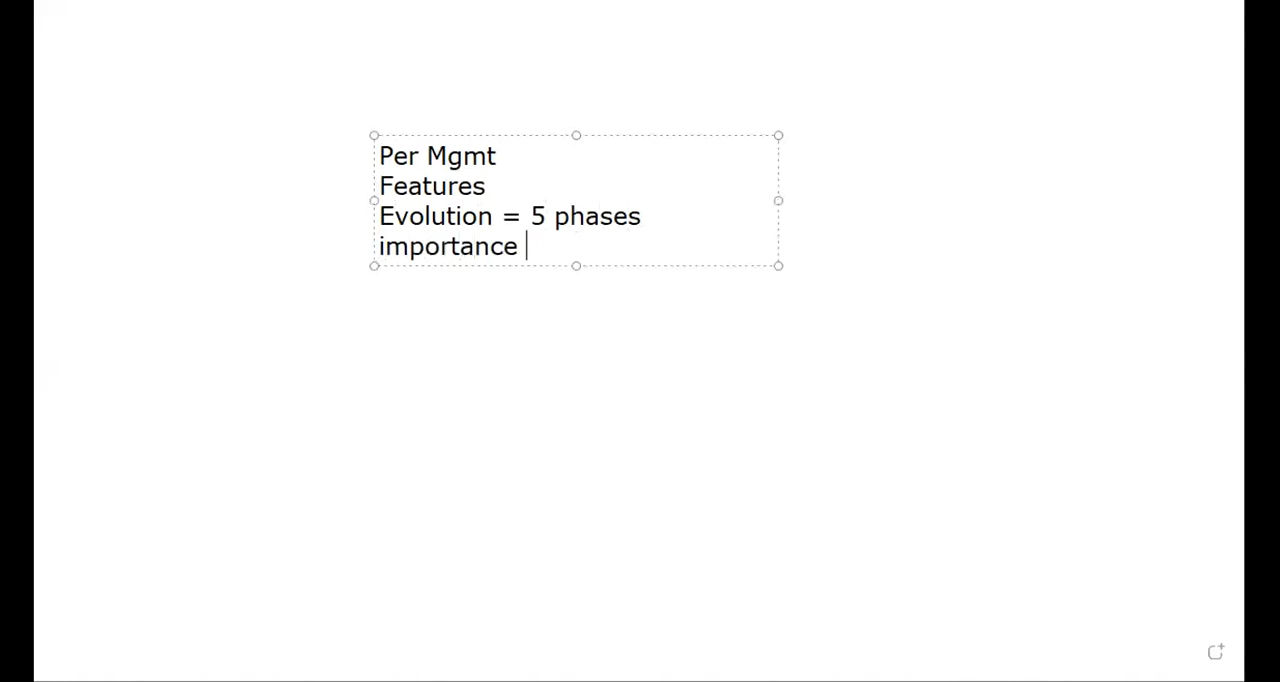 Per Mgmt
Features
Evolution = 5 phases
importance